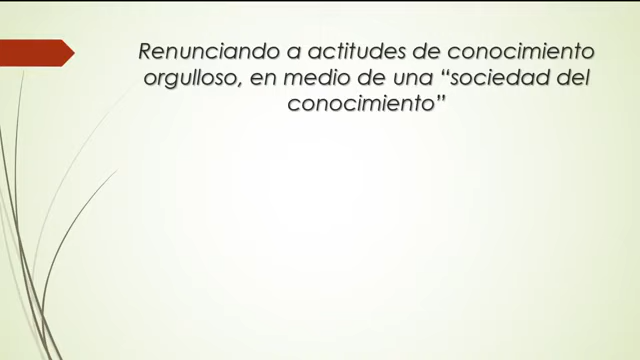 Renunciando a actitudes de conocimiento
orgulloso, en medio de una “sociedad del
conocimiento”